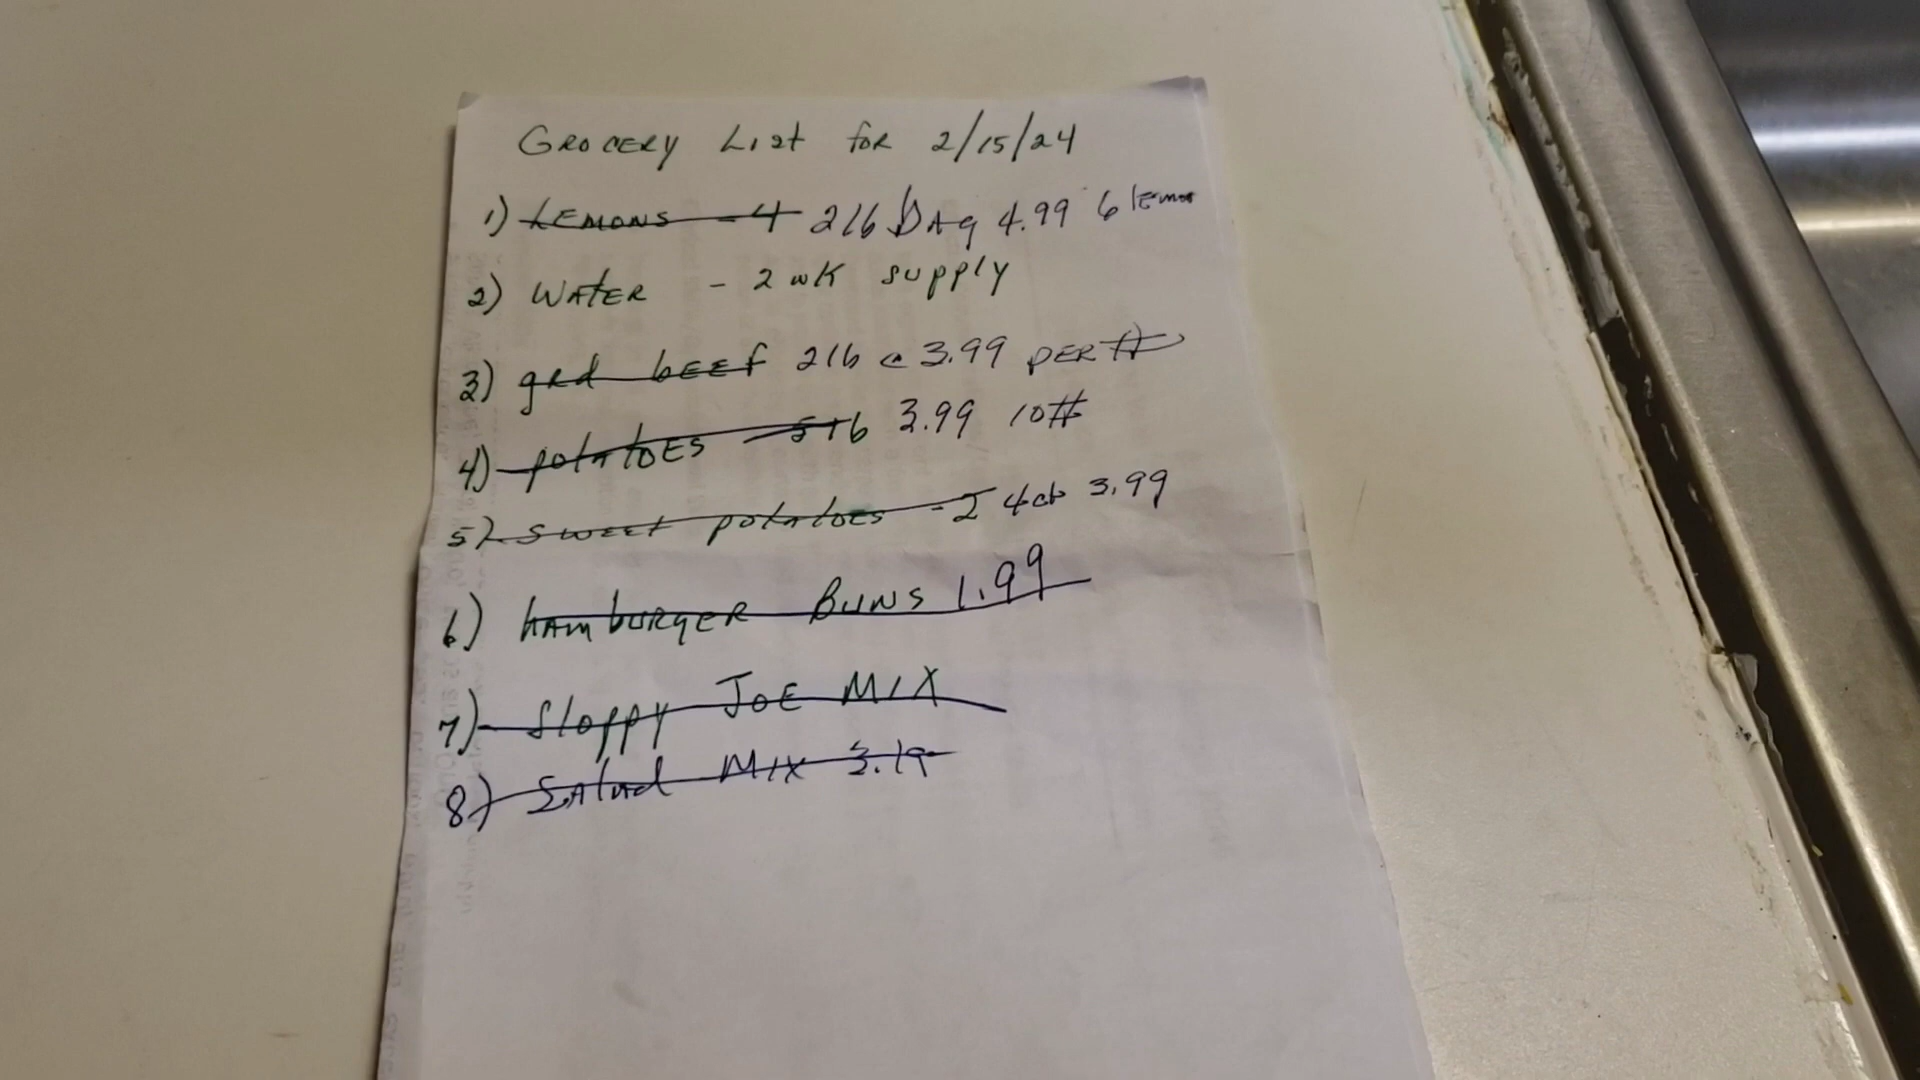 GROCERY LIST FOR 2/15/24
1) LEMONS - 4 2lb BAg 4.99 6 lemon
2) WATER - 2 wk supply
3) grd beef 2lb @ 3.99 PER #
4) potatoes 5lb 3.99 10#
5) Sweet potatoes - 2 4ct 3.99
6) hamburger Buns 1.99
7) Sloppy Joe MIX
8) Salad MIX 3.19